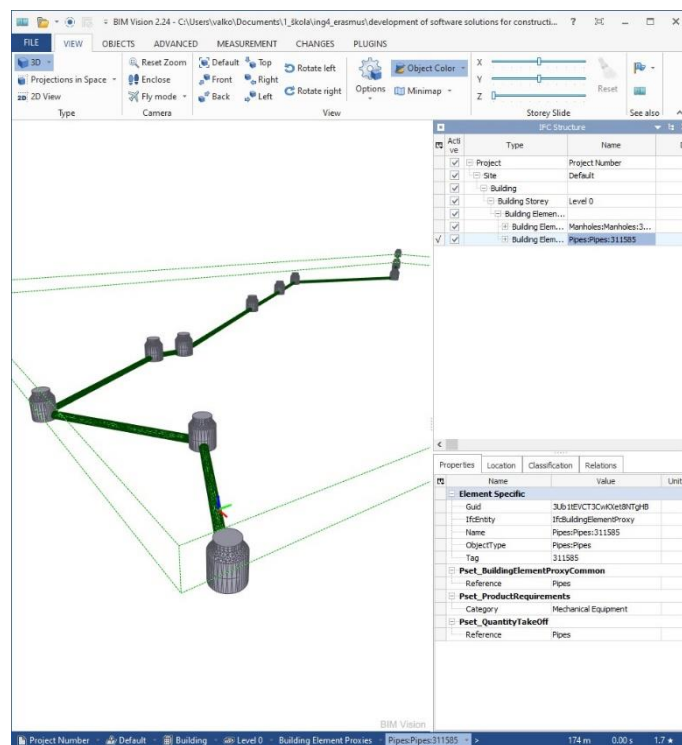 BIM Vision 2.24 - C:\Users\valko\Documents\1_škola\ing4_erasmus\development of software solutions for constructi...
FILE VIEW OBJECTS ADVANCED MEASUREMENT CHANGES PLUGINS
3D
Projections in Space
2D 2D View
Type
Reset Zoom
Enclose
Fly mode
Camera
Default Top
Front Right
Back Left
Rotate left
Rotate right
View
Options
Object Color
Minimap
X
Y
Z
Reset
Storey Slide
See also
IFC Structure
Active Type Name
Project Project Number
Site Default
Building
Building Storey Level 0
Building Elemen...
Building Elem... Manholes:Manholes:3...
Building Elem... Pipes:Pipes:311585
Properties Location Classification Relations
Name Value Unit
Element Specific
Guid 3Ub1tEVCT3CwKXet8NTgHB
IfcEntity IfcBuildingElementProxy
Name Pipes:Pipes:311585
ObjectType Pipes:Pipes
Tag 311585
Pset_BuildingElementProxyCommon
Reference Pipes
Pset_ProductRequirements
Category Mechanical Equipment
Pset_QuantityTakeOff
Reference Pipes
BIM Vision
Project Number Default Building Level 0 Building Element Proxies Pipes:Pipes:311585 > 174 m 0.00 s 1.7